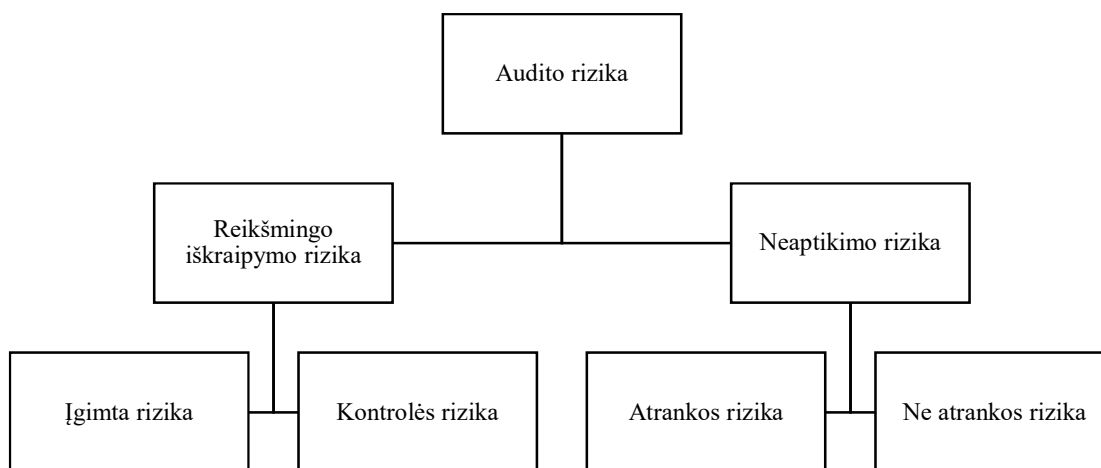 Audito rizika
Reikšmingo
iškraipymo rizika
Neaptikimo rizika
Įgimta rizika
Kontrolės rizika
Atrankos rizika
Ne atrankos rizika